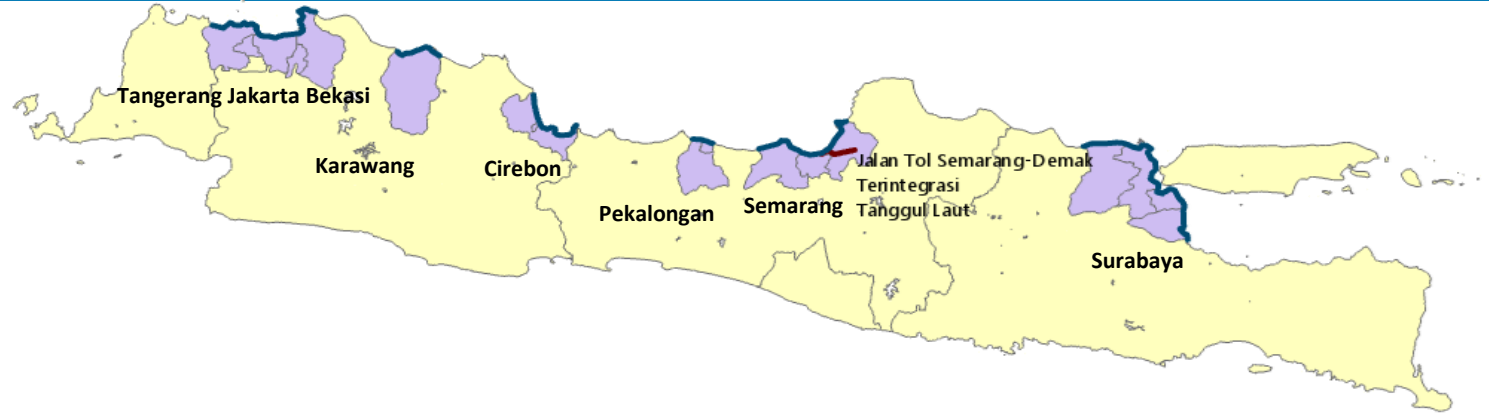 Tangerang Jakarta Bekasi
Karawang
Cirebon
Pekalongan
Semarang
Jalan Tol Semarang-Demak
Terintegrasi
Tanggul Laut
Surabaya